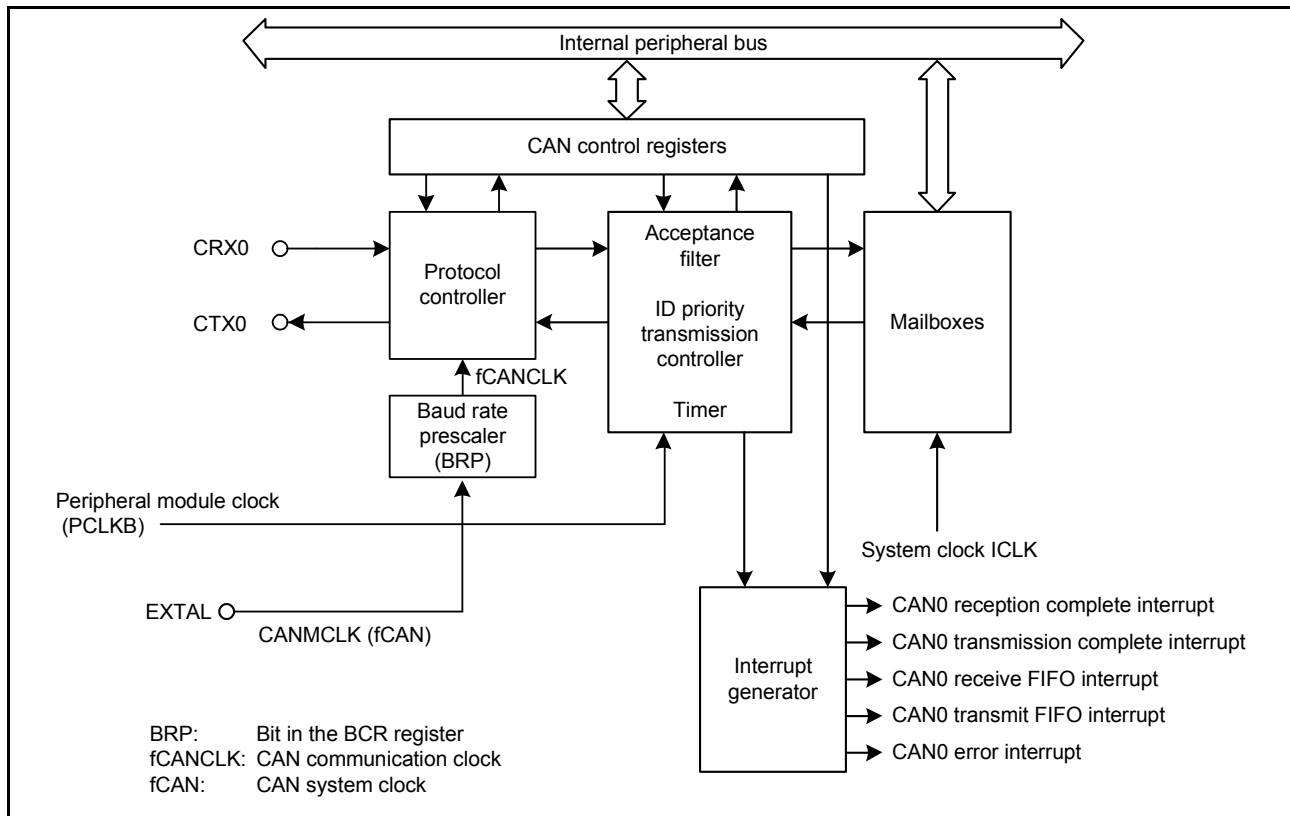 Internal peripheral bus
CAN control registers
CRX0
CTX0
Protocol
controller
Acceptance
filter
ID priority
transmission
controller
Timer
Mailboxes
fCANCLK
Baud rate
prescaler
(BRP)
Peripheral module clock
(PCLKB)
System clock ICLK
EXTAL
CANMCLK (fCAN)
Interrupt
generator
CAN0 reception complete interrupt
CAN0 transmission complete interrupt
CAN0 receive FIFO interrupt
CAN0 transmit FIFO interrupt
CAN0 error interrupt
BRP: Bit in the BCR register
fCANCLK: CAN communication clock
fCAN: CAN system clock